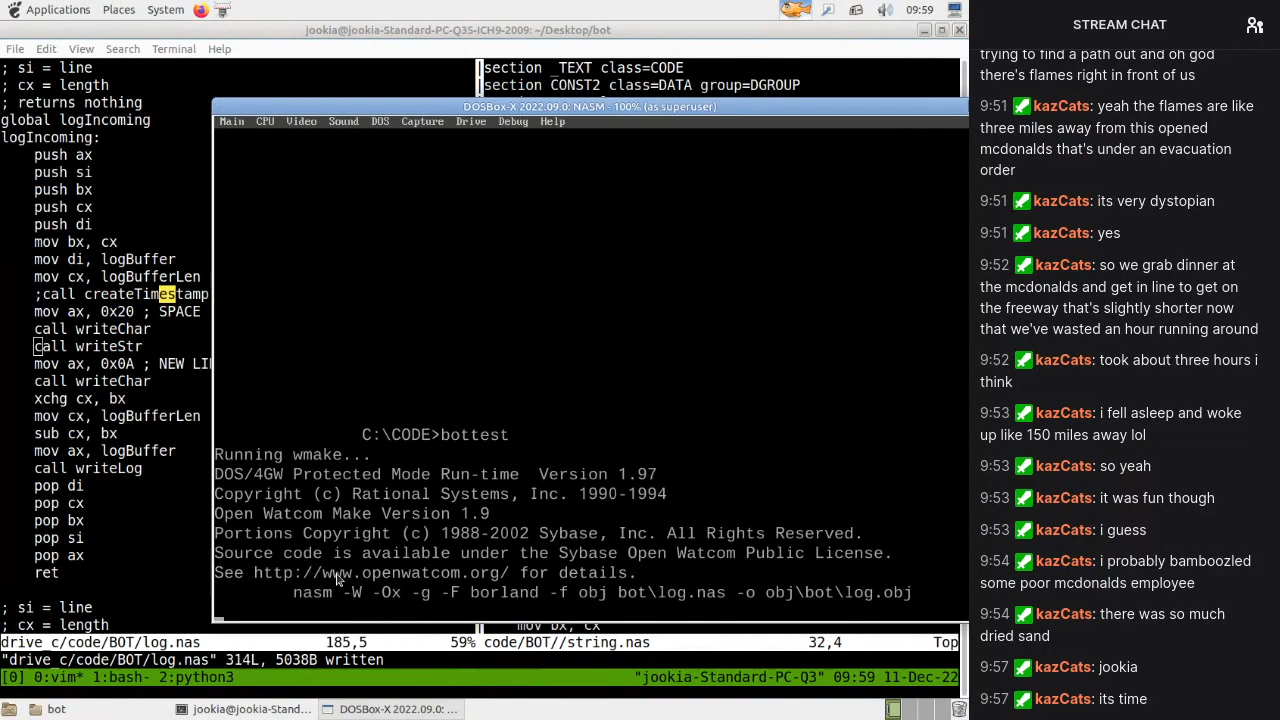 Applications Places System 09:59
jookia@jookia-Standard-PC-Q35-ICH9-2009: ~/Desktop/bot
File Edit View Search Terminal Help
; si = line
; cx = length
; returns nothing
global logIncoming
logIncoming:
push ax
push si
push bx
push cx
push di
mov bx, cx
mov di, logBuffer
mov cx, logBufferLen
;call createTimestamp
mov ax, 0x20 ; SPACE
call writeChar
call writeStr
mov ax, 0x0A ; NEW LI
call writeChar
xchg cx, bx
mov cx, logBufferLen
sub cx, bx
mov ax, logBuffer
call writeLog
pop di
pop cx
pop bx
pop si
pop ax
ret
; si = line
; cx = length
drive_c/code/BOT/log.nas 185,5 59%
section _TEXT class=CODE
section CONST2 class=DATA group=DGROUP
DOSBox-X 2022.09.0: NASM - 100% (as superuser)
Main CPU Video Sound DOS Capture Drive Debug Help
C:\CODE>bottest
Running wmake...
DOS/4GW Protected Mode Run-time Version 1.97
Copyright (c) Rational Systems, Inc. 1990-1994
Open Watcom Make Version 1.9
Portions Copyright (c) 1988-2002 Sybase, Inc. All Rights Reserved.
Source code is available under the Sybase Open Watcom Public License.
See http://www.openwatcom.org/ for details.
nasm -W -Ox -g -F borland -f obj bot\log.nas -o obj\bot\log.obj
mov bx, cx
code/BOT//string.nas 32,4 Top
"drive_c/code/BOT/log.nas" 314L, 5038B written
[0] 0:vim* 1:bash- 2:python3 "jookia-Standard-PC-Q3" 09:59 11-Dec-22
bot jookia@jookia-Stand... DOSBox-X 2022.09.0: ...
STREAM CHAT
trying to find a path out and oh god
there's flames right in front of us
9:51 kazCats: yeah the flames are like
three miles away from this opened
mcdonalds that's under an evacuation
order
9:51 kazCats: its very dystopian
9:51 kazCats: yes
9:52 kazCats: so we grab dinner at
the mcdonalds and get in line to get on
the freeway that's slightly shorter now
that we've wasted an hour running around
9:52 kazCats: took about three hours i
think
9:53 kazCats: i fell asleep and woke
up like 150 miles away lol
9:53 kazCats: so yeah
9:53 kazCats: it was fun though
9:53 kazCats: i guess
9:54 kazCats: i probably bamboozled
some poor mcdonalds employee
9:54 kazCats: there was so much
dried sand
9:57 kazCats: jookia
9:57 kazCats: its time